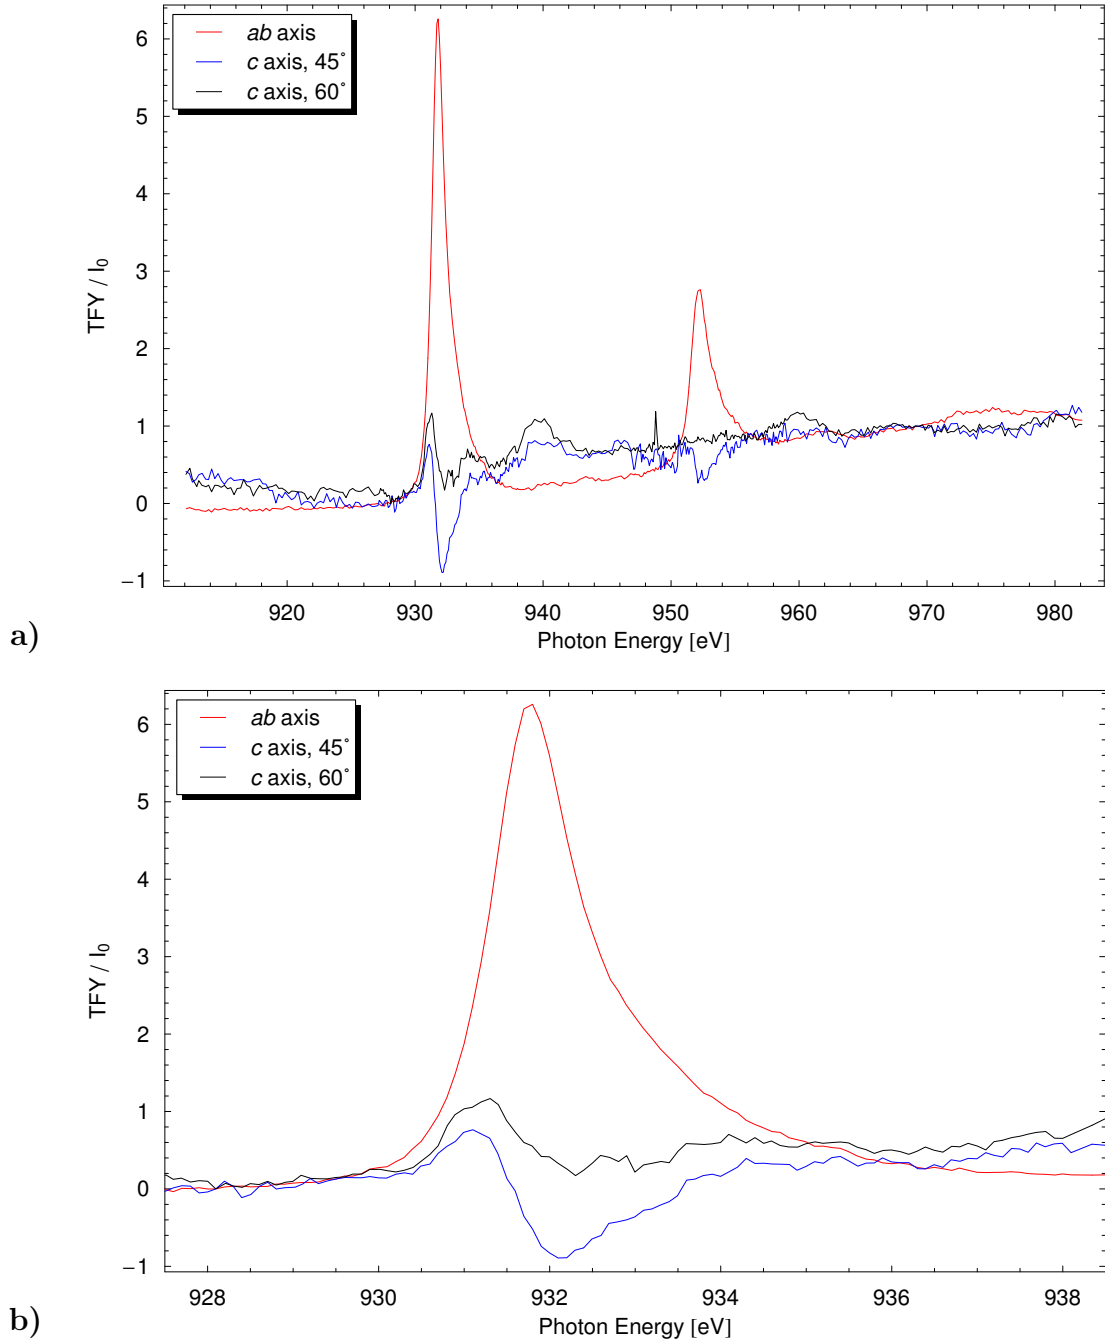 ab axis
c axis, 45°
c axis, 60°
6
5
4
3
2
1
0
−1
TFY / I0
920 930 940 950 960 970 980
Photon Energy [eV]
a)
ab axis
c axis, 45°
c axis, 60°
6
5
4
3
2
1
0
−1
TFY / I0
928 930 932 934 936 938
Photon Energy [eV]
b)